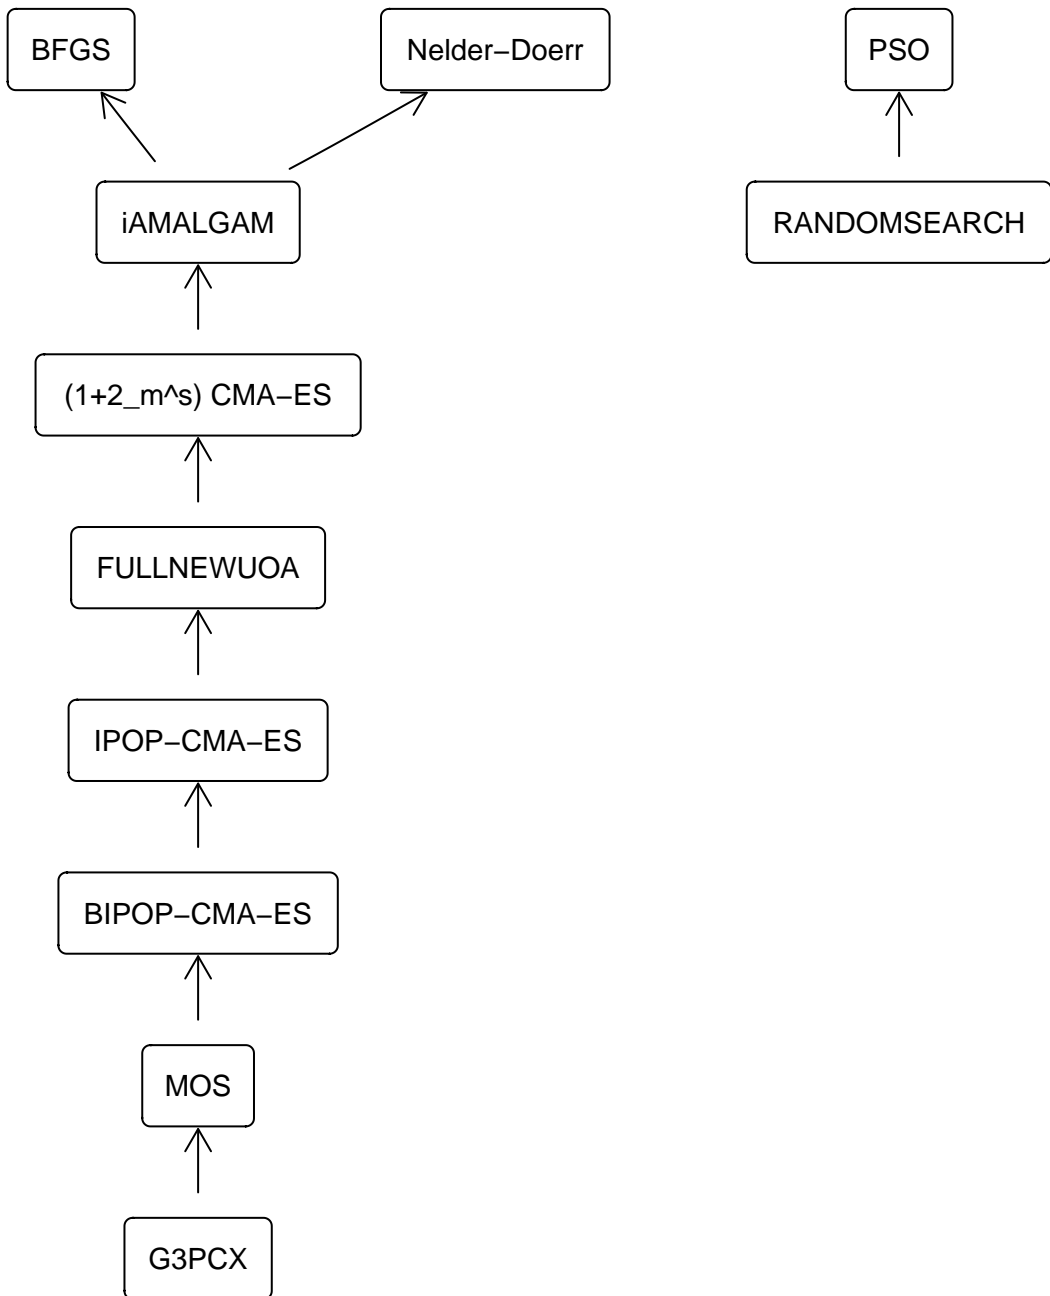 BFGS
Nelder−Doerr
PSO
iAMALGAM
RANDOMSEARCH
(1+2_m^s) CMA−ES
FULLNEWUOA
IPOP−CMA−ES
BIPOP−CMA−ES
MOS
G3PCX